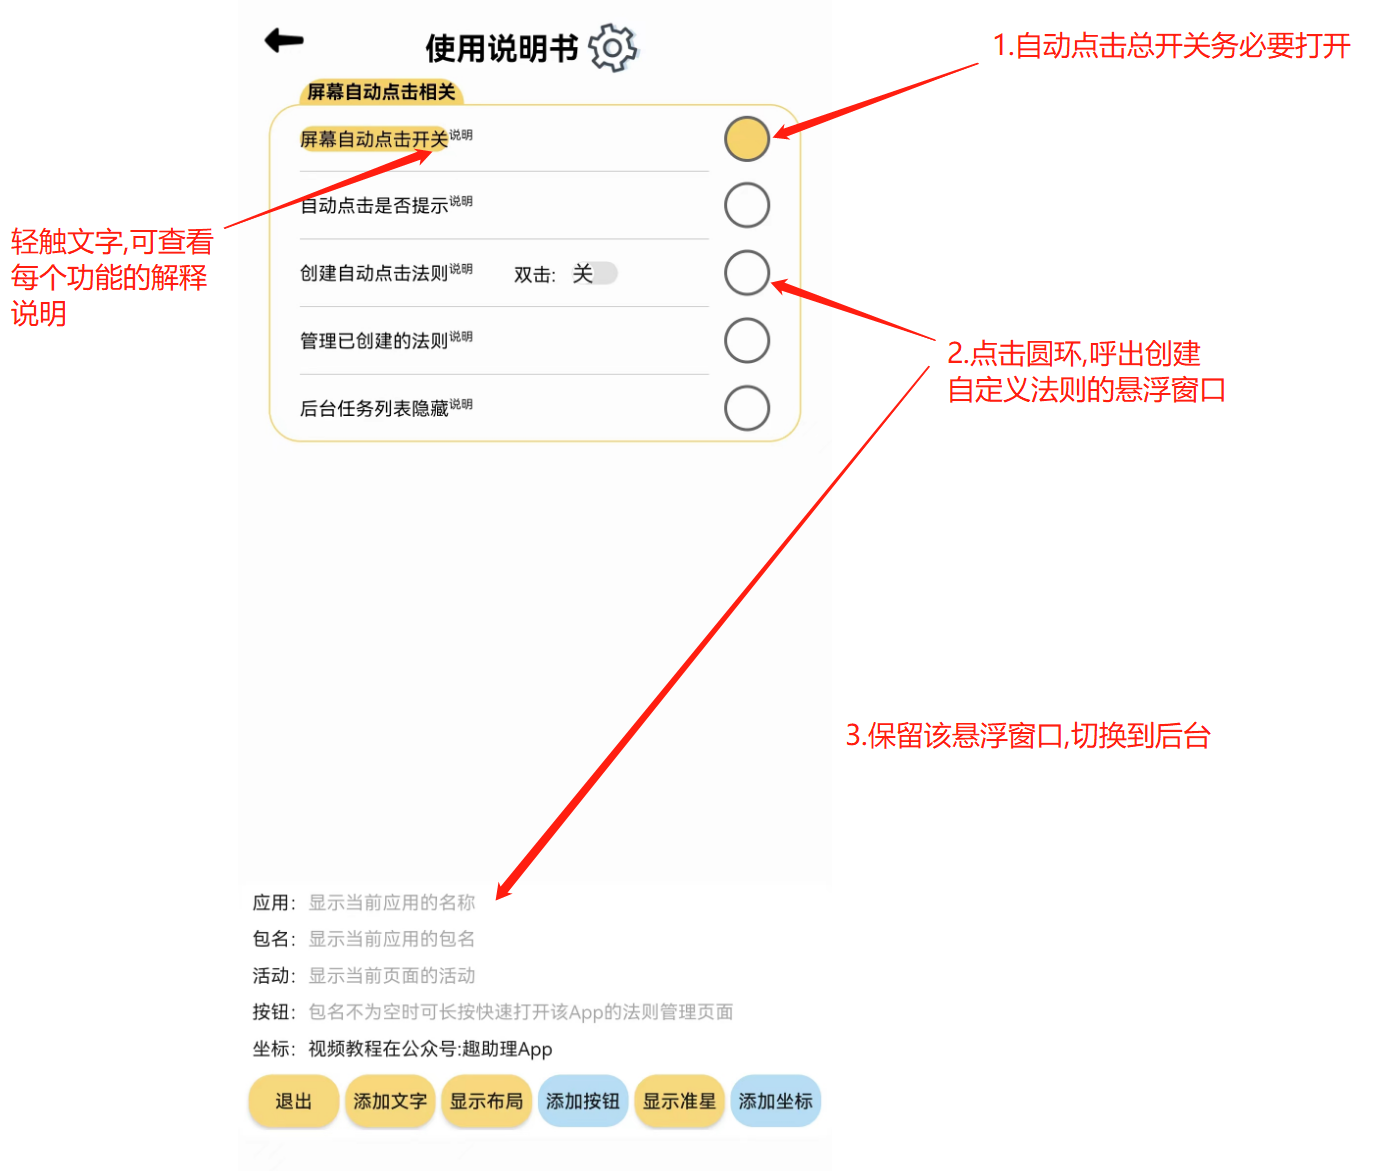 使用说明书
1.自动点击总开关务必要打开
屏幕自动点击相关
屏幕自动点击开关说明
自动点击是否提示说明
轻触文字,可查看
每个功能的解释
说明
创建自动点击法则说明 双击: 关
管理已创建的法则说明
2.点击圆环,呼出创建
自定义法则的悬浮窗口
后台任务列表隐藏说明
3.保留该悬浮窗口,切换到后台
应用: 显示当前应用的名称
包名: 显示当前应用的包名
活动: 显示当前页面的活动
按钮: 包名不为空时可长按快速打开该App的法则管理页面
坐标: 视频教程在公众号:趣助理App
退出 添加文字 显示布局 添加按钮 显示准星 添加坐标